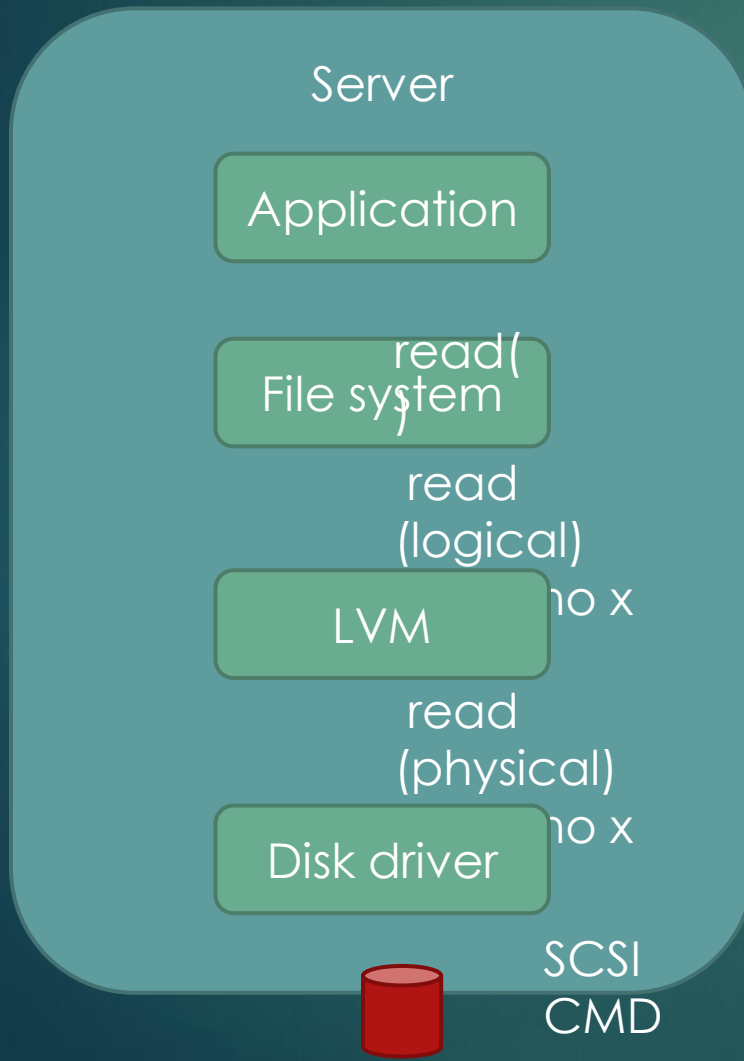 Server
Application
read(
File system
)
read
(logical)
no x
LVM
read
(physical)
no x
Disk driver
SCSI
CMD